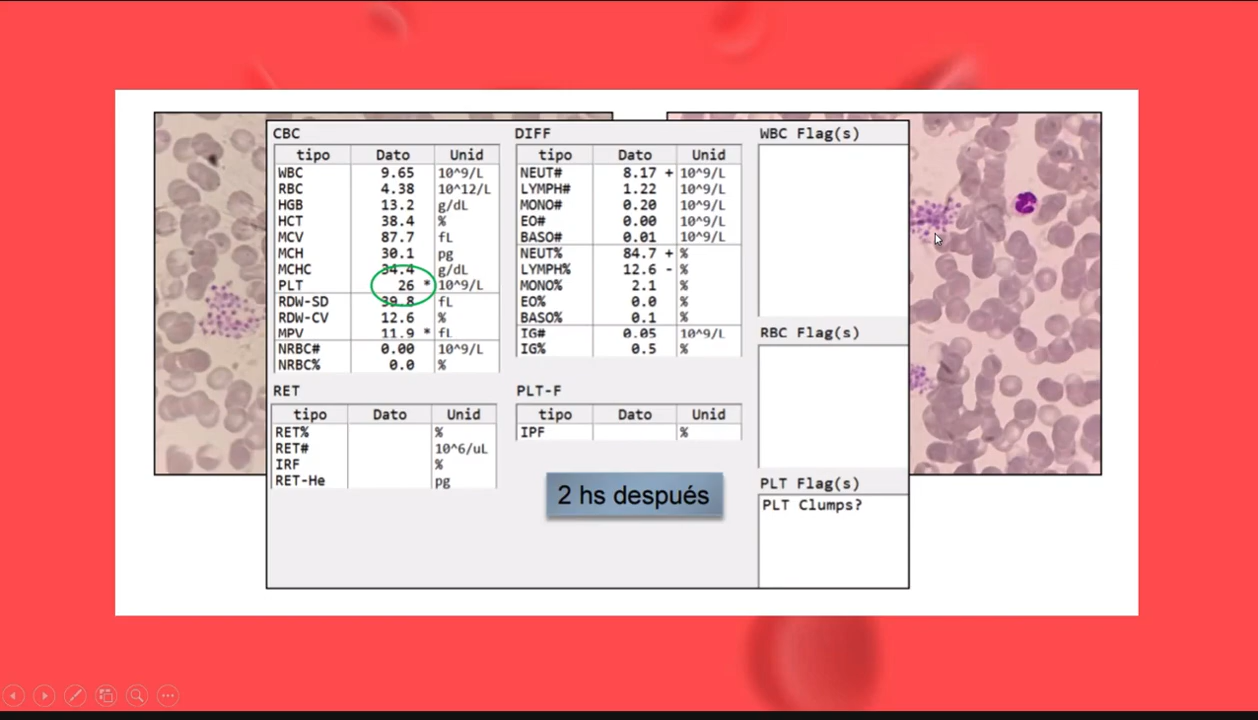 CBC
tipo Dato Unid
WBC 9.65 10^9/L
RBC 4.38 10^12/L
HGB 13.2 g/dL
HCT 38.4 %
MCV 87.7 fL
MCH 30.1 pg
MCHC 34.4 g/dL
PLT 26 * 10^9/L
RDW-SD 39.8 fL
RDW-CV 12.6 %
MPV 11.9 * fL
NRBC# 0.00 10^9/L
NRBC% 0.0 %
DIFF
tipo Dato Unid
NEUT# 8.17 + 10^9/L
LYMPH# 1.22 10^9/L
MONO# 0.20 10^9/L
EO# 0.00 10^9/L
BASO# 0.01 10^9/L
NEUT% 84.7 + %
LYMPH% 12.6 - %
MONO% 2.1 %
EO% 0.0 %
BASO% 0.1 %
IG# 0.05 10^9/L
IG% 0.5 %
WBC Flag(s)
RBC Flag(s)
RET
tipo Dato Unid
RET% %
RET# 10^6/uL
IRF %
RET-He pg
PLT-F
tipo Dato Unid
IPF %
2 hs después
PLT Flag(s)
PLT Clumps?